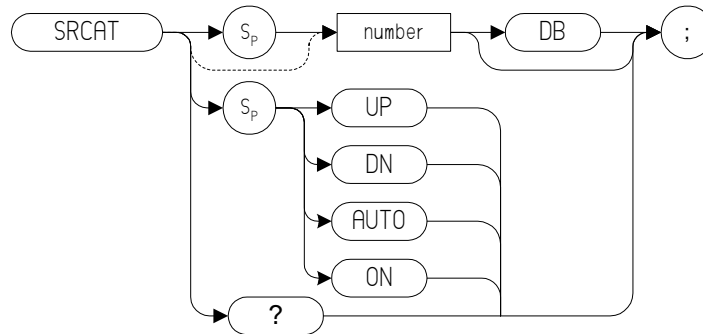 SRCAT Sp number DB ;
Sp UP
DN
AUTO
ON
?